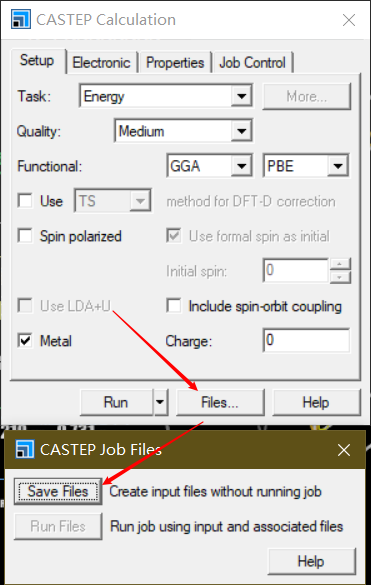 CASTEP Calculation
Setup Electronic Properties Job Control
Task: Energy More...
Quality: Medium
Functional: GGA PBE
Use TS method for DFT-D correction
Spin polarized Use formal spin as initial
Initial spin: 0
Use LDA+U Include spin-orbit coupling
Metal Charge: 0
Run Files... Help
CASTEP Job Files
Save Files Create input files without running job
Run Files Run job using input and associated files
Help